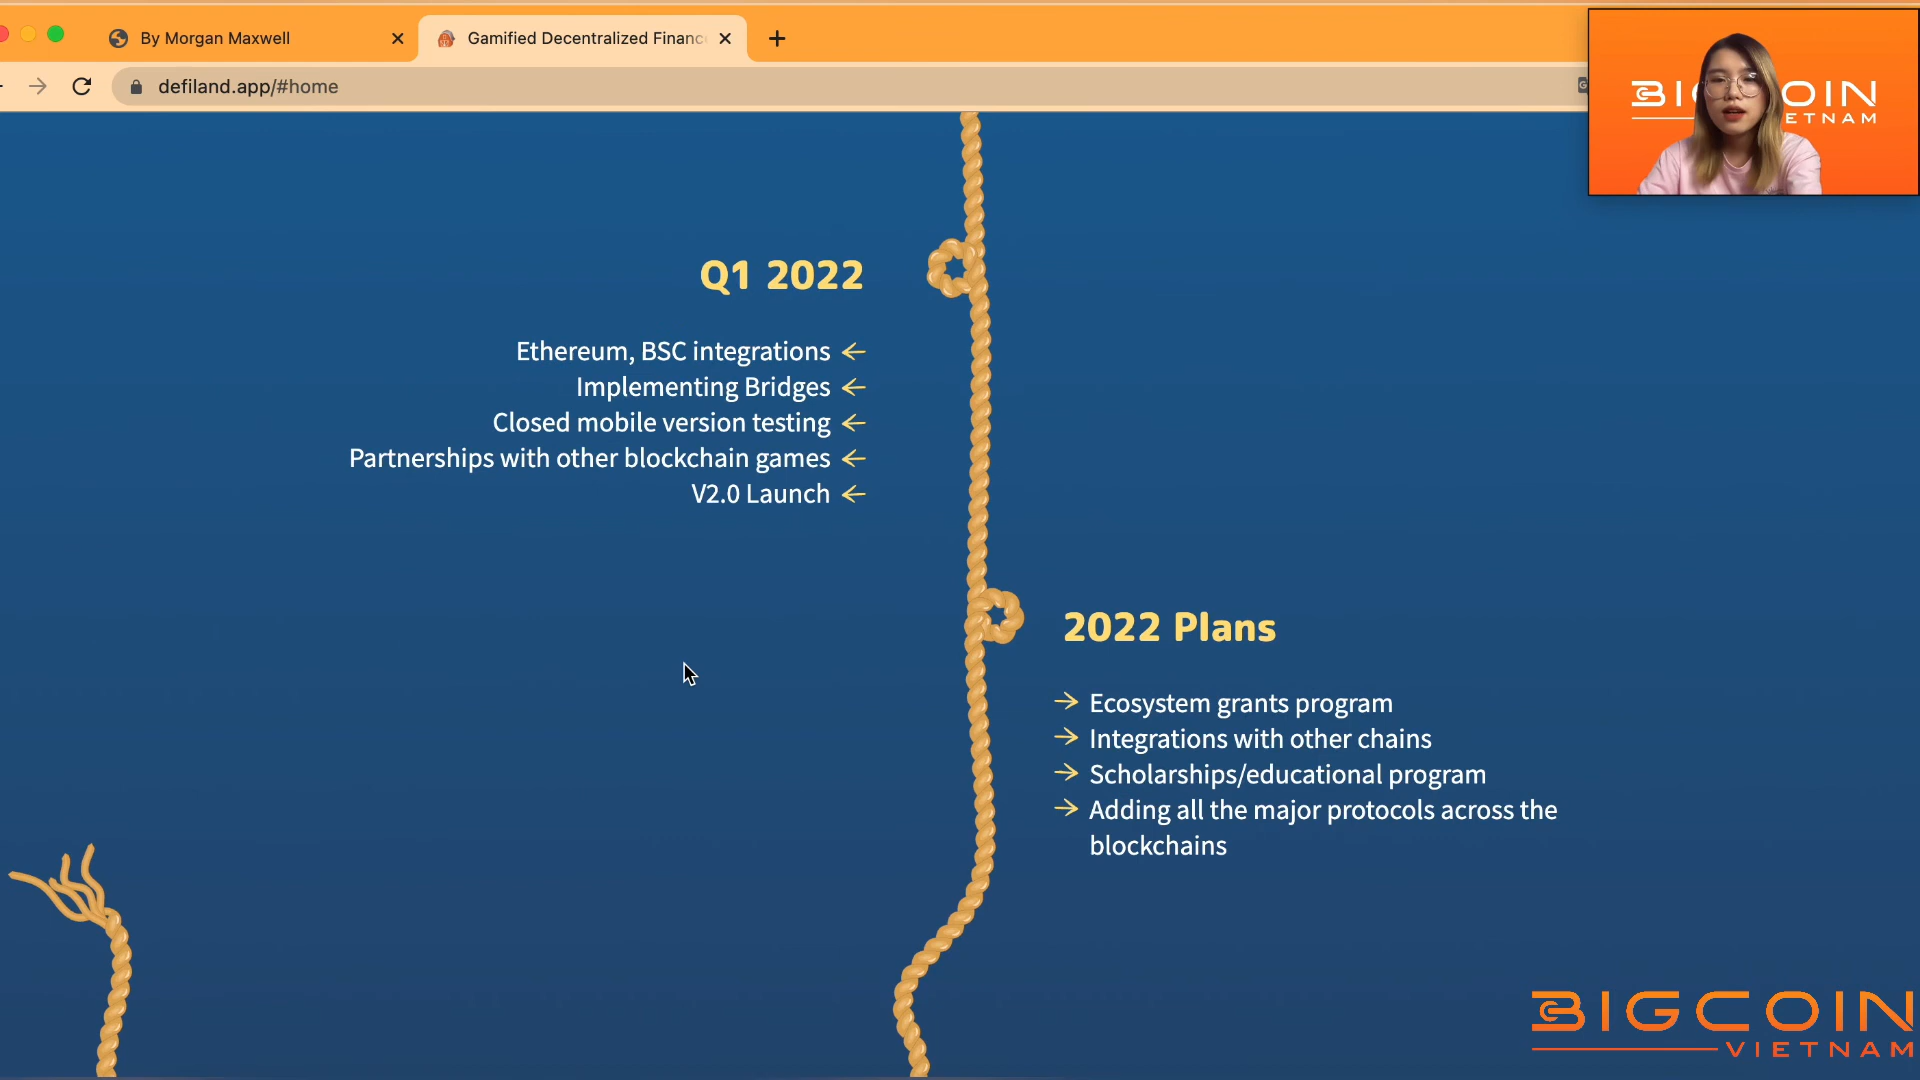 By Morgan Maxwell
Gamified Decentralized Financ
defiland.app/#home
Q1 2022
Ethereum, BSC integrations
Implementing Bridges
Closed mobile version testing
Partnerships with other blockchain games
V2.0 Launch
2022 Plans
Ecosystem grants program
Integrations with other chains
Scholarships/educational program
Adding all the major protocols across the
blockchains
BIGCOIN
VIETNAM